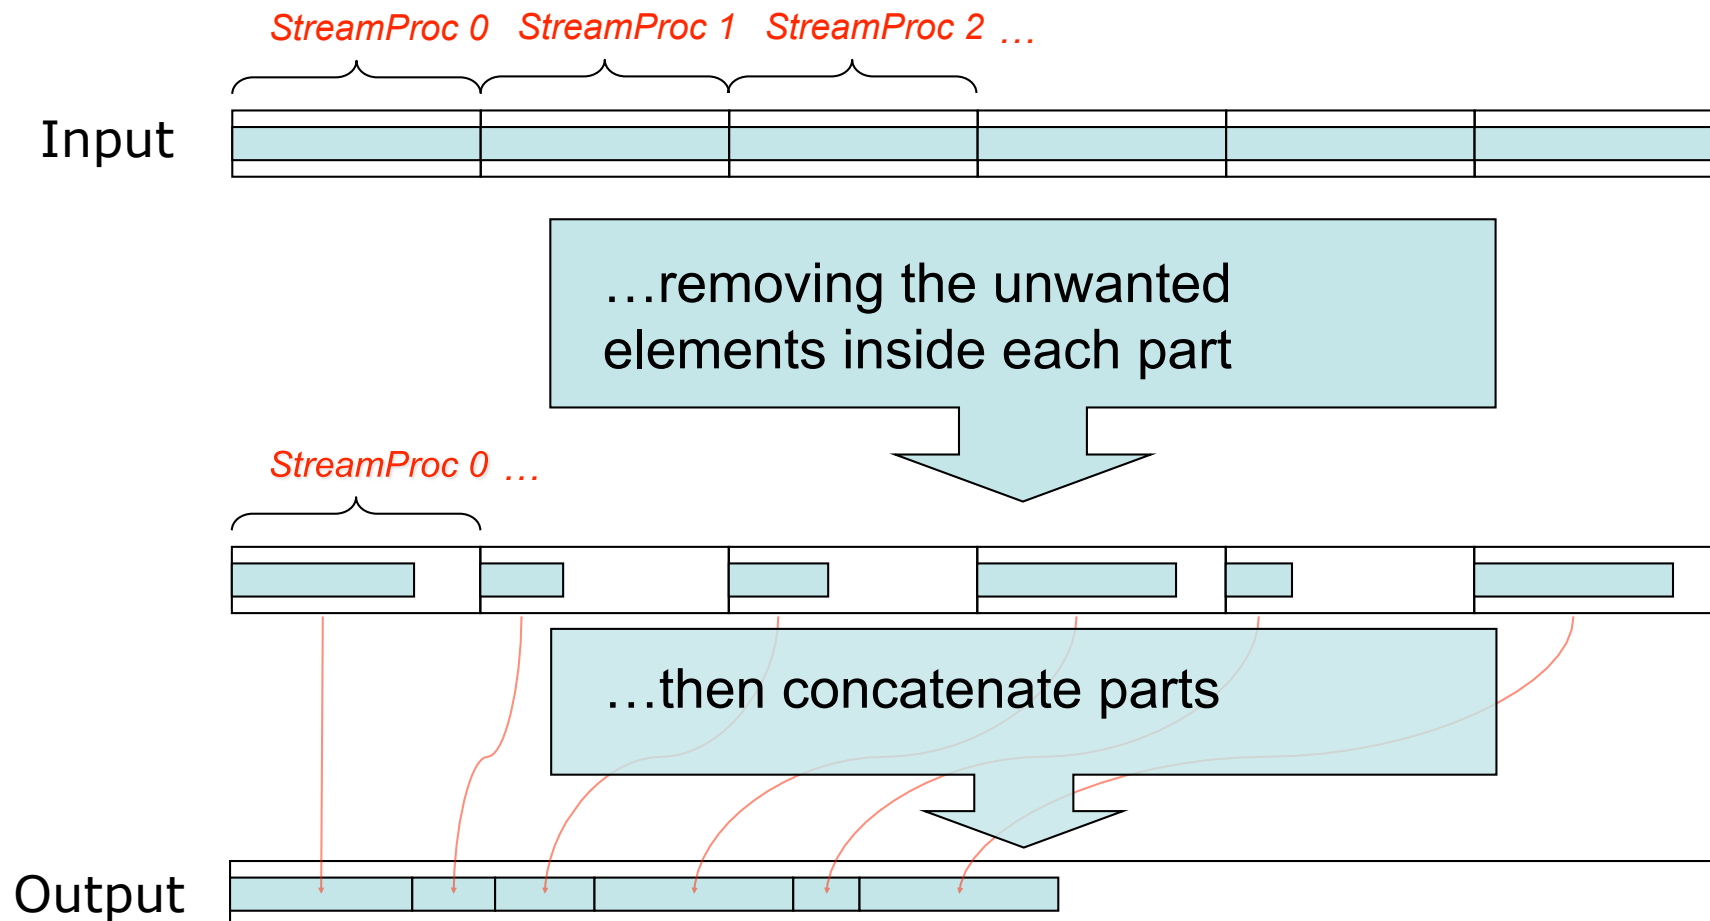 StreamProc 0 StreamProc 1 StreamProc 2 …
Input
…removing the unwanted
elements inside each part
StreamProc 0 …
…then concatenate parts
Output